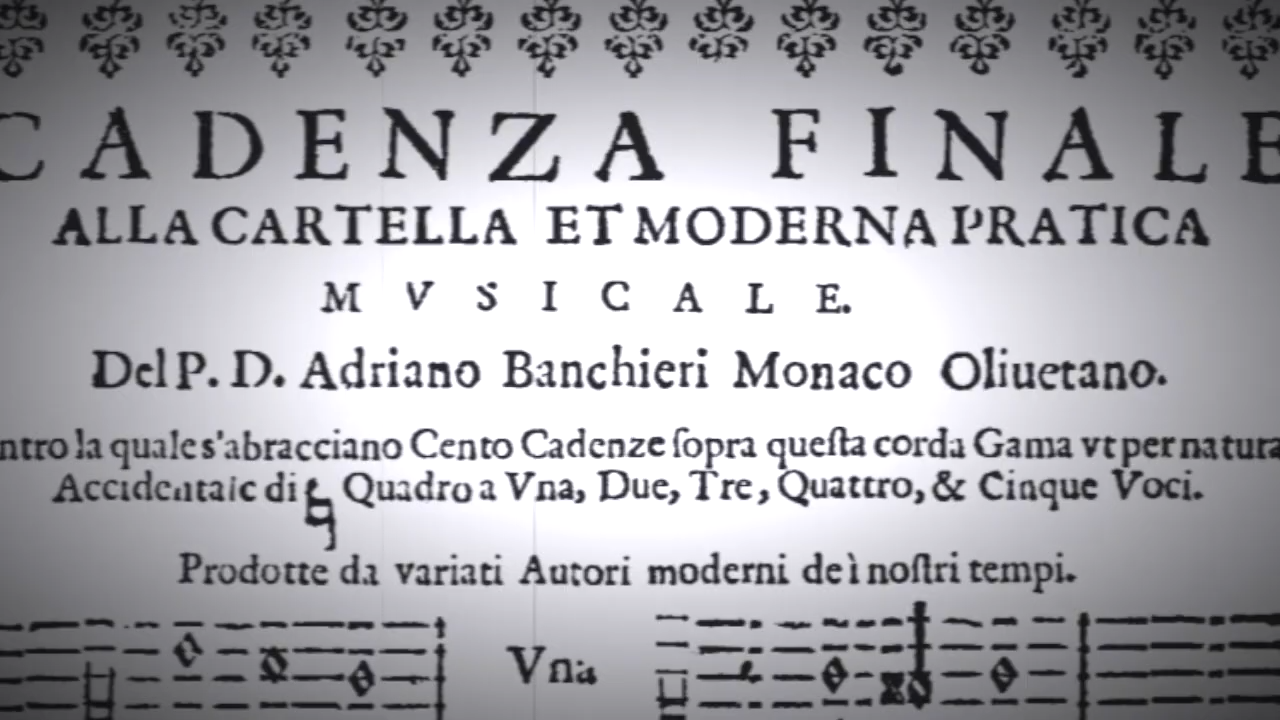 CADENZA FINALE
ALLA CARTELLA ET MODERNA PRATICA
MVSICALE.
Del P. D. Adriano Banchieri Monaco Oliuetano.
ntro la quale s'abracciano Cento Cadenze ſopra queſta corda Gama vt per natura
Accidentale di ♮ Quadro a Vna, Due, Tre, Quattro, & Cinque Voci.
Prodotte da variati Autori moderni de ì noſtri tempi.
Vna